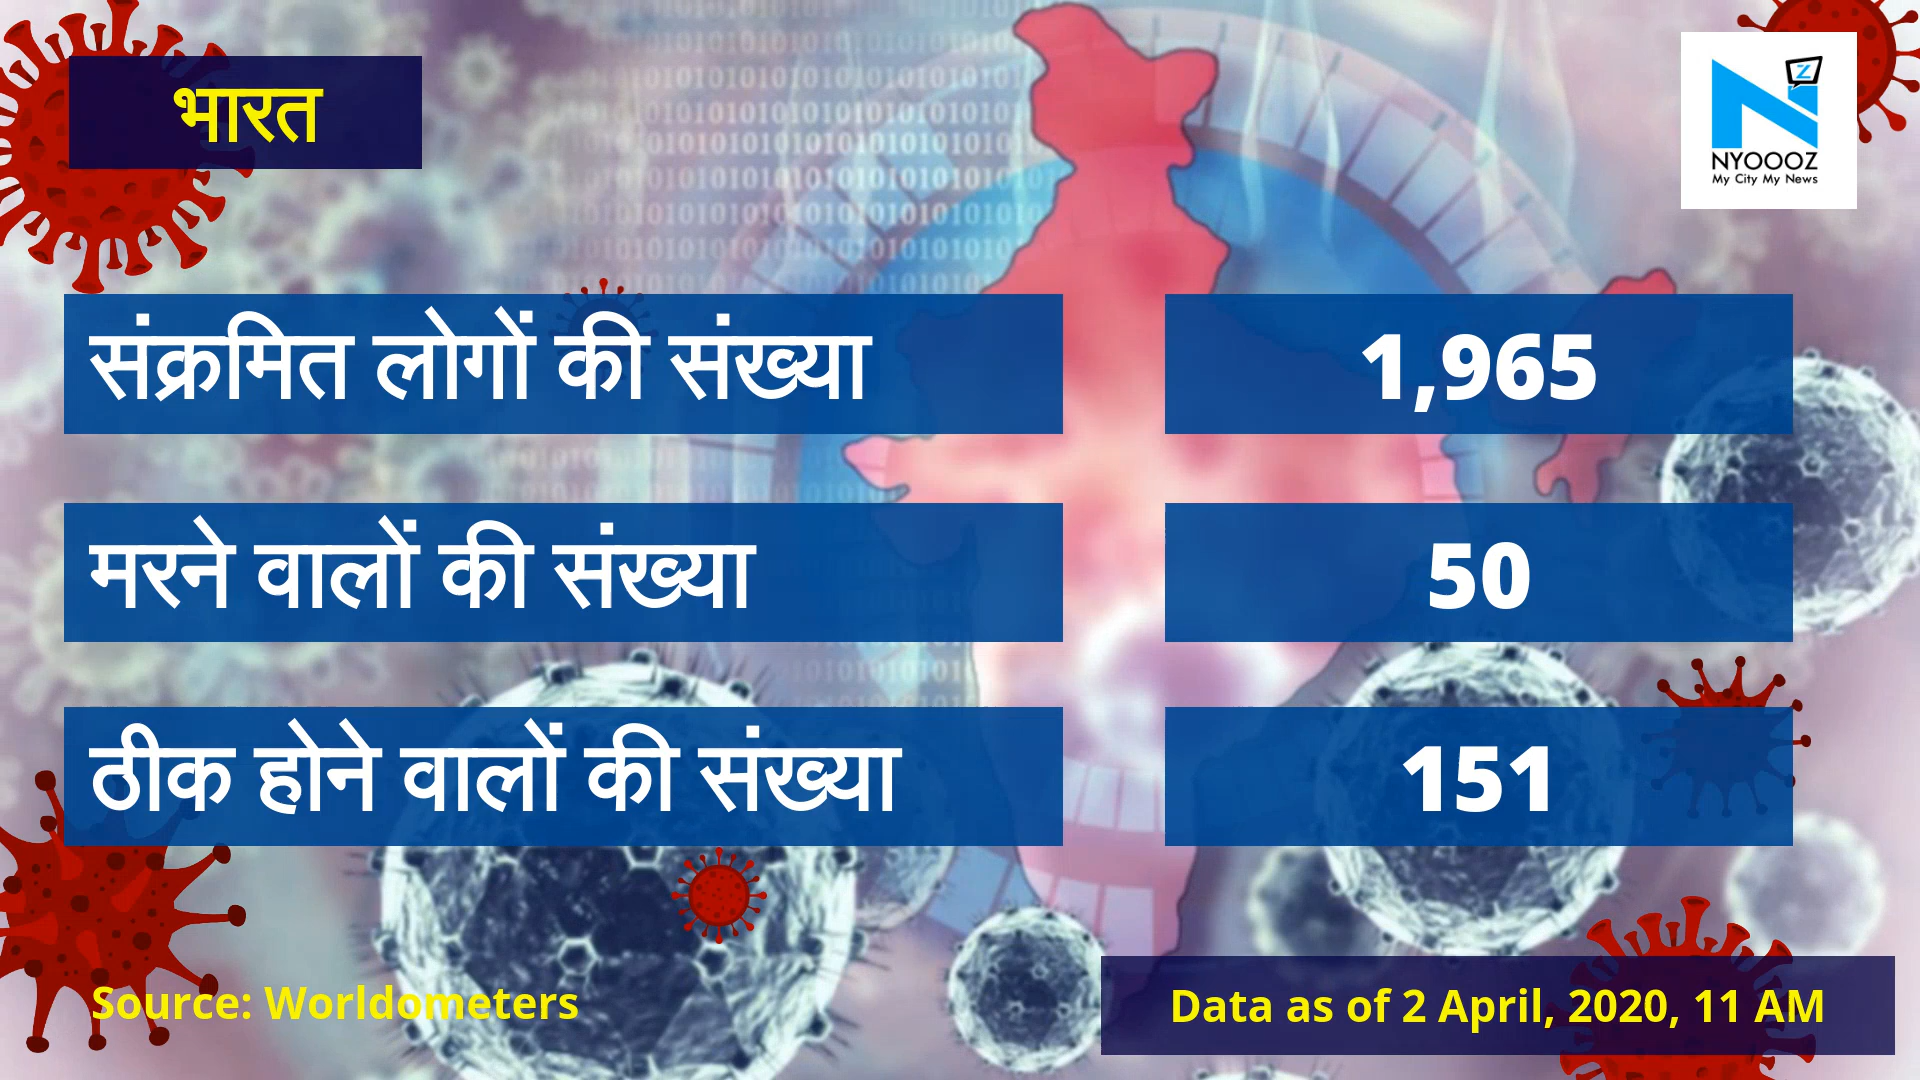 भारत
NYOOOZ
My City My News
संक्रमित लोगों की संख्या
1,965
मरने वालों की संख्या
50
ठीक होने वालों की संख्या
151
Source: Worldometers
Data as of 2 April, 2020, 11 AM